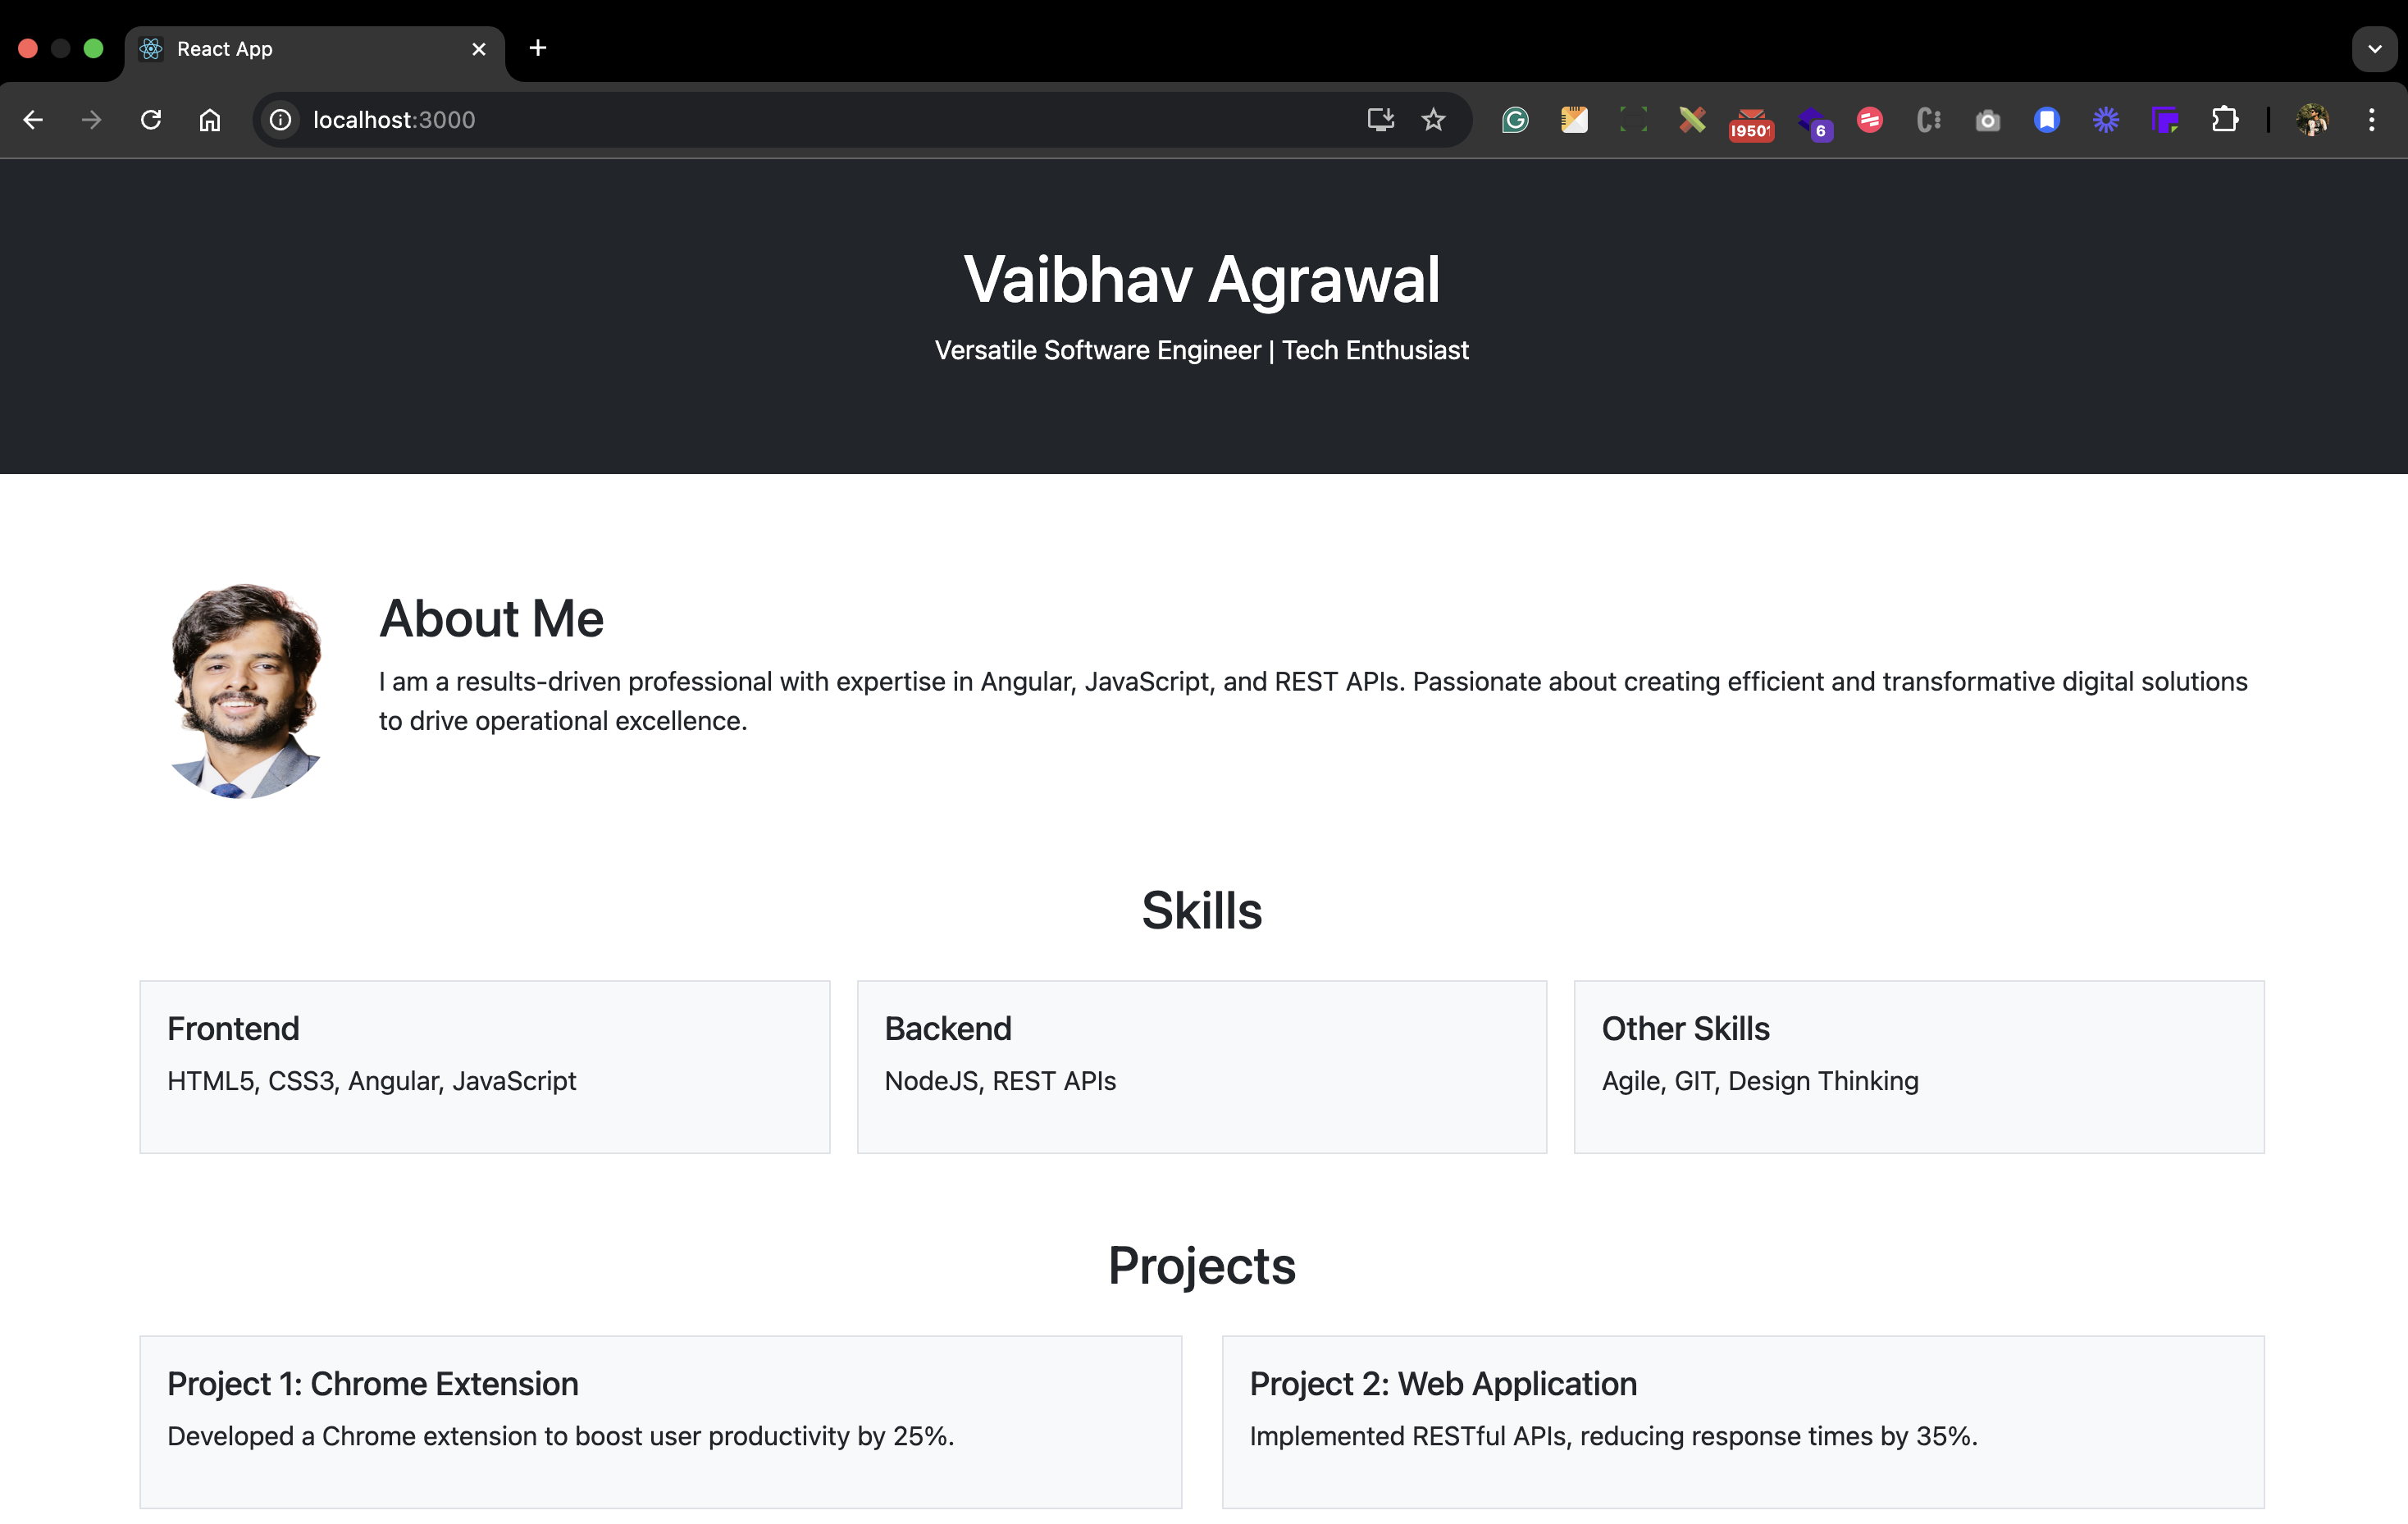 React App
localhost:3000
1950
6
Vaibhav Agrawal
Versatile Software Engineer | Tech Enthusiast
About Me
I am a results-driven professional with expertise in Angular, JavaScript, and REST APIs. Passionate about creating efficient and transformative digital solutions
to drive operational excellence.
Skills
Frontend
HTML5, CSS3, Angular, JavaScript
Backend
NodeJS, REST APIs
Other Skills
Agile, GIT, Design Thinking
Projects
Project 1: Chrome Extension
Developed a Chrome extension to boost user productivity by 25%.
Project 2: Web Application
Implemented RESTful APIs, reducing response times by 35%.